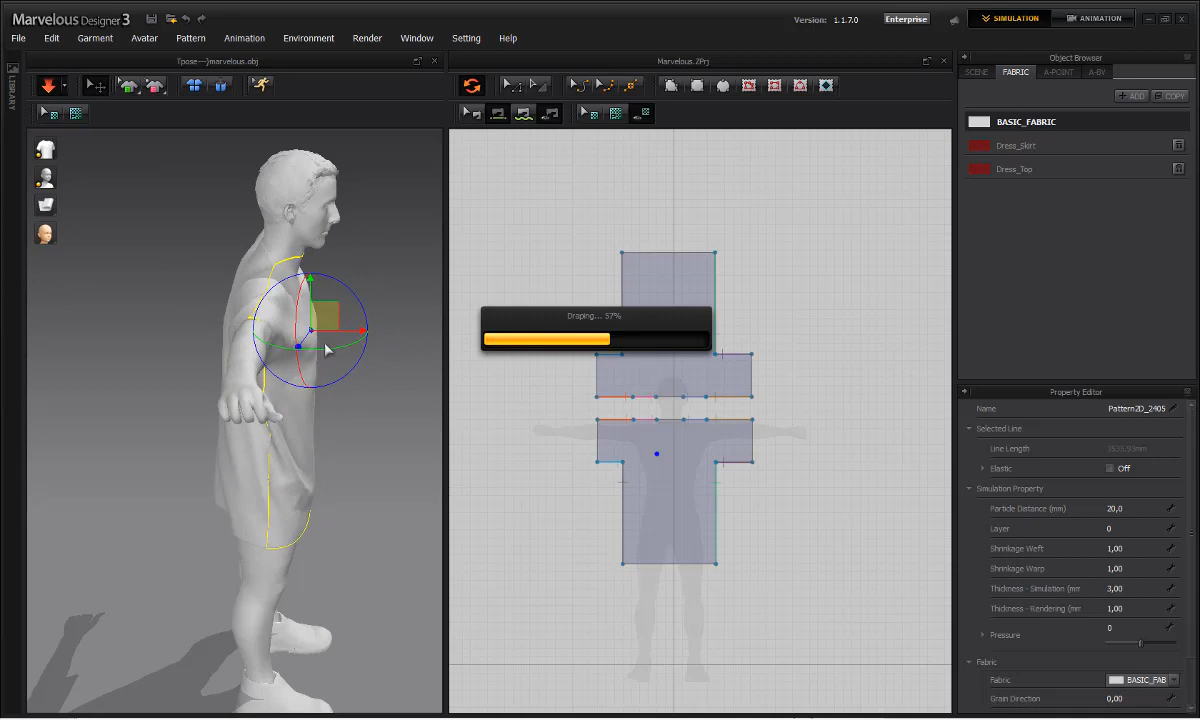 Marvelous Designer 3
Version: 1.1.7.0
Enterprise
SIMULATION
ANIMATION
File Edit Garment Avatar Pattern Animation Environment Render Window Setting Help
LIBRARY
Tpose---)marvelous.obj
Marvelous.ZPrj
Object Browser
SCENE FABRIC A-POINT A-BY
+ ADD COPY
BASIC_FABRIC
Dress_Skirt
Dress_Top
Draping... 57%
Property Editor
Name Pattern2D_2405
Selected Line
Line Length 3535.93mm
Elastic Off
Simulation Property
Particle Distance (mm) 20,0
Layer 0
Shrinkage Weft 1,00
Shrinkage Warp 1,00
Thickness - Simulation (mm 3,00
Thickness - Rendering (mm 1,00
Pressure 0
Fabric
Fabric BASIC_FAB
Grain Direction 0,00